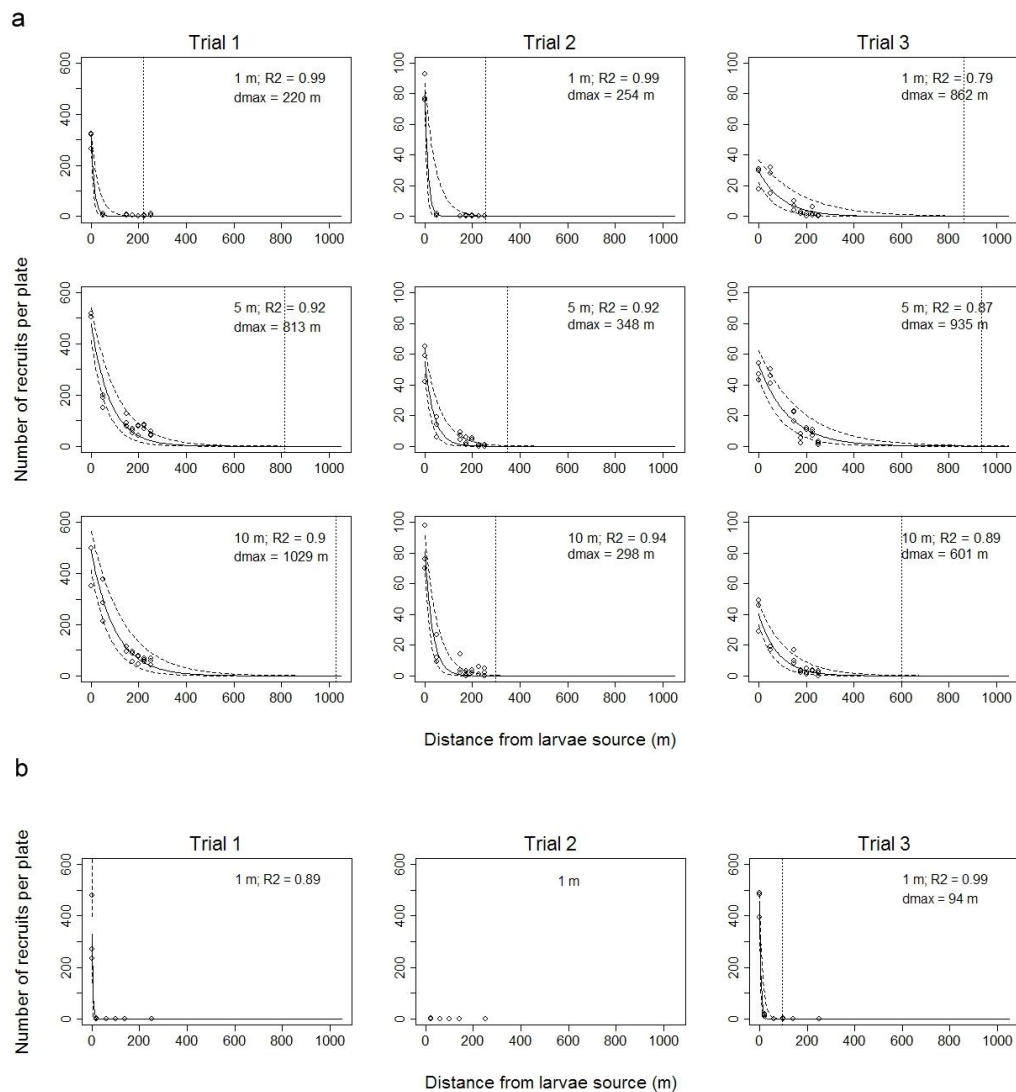 a
Trial 1
Trial 2
Trial 3
Number of recruits per plate
1 m; R2 = 0.99
dmax = 220 m
0 200 400 600
0 200 400 600 800 1000
1 m; R2 = 0.99
dmax = 254 m
0 20 40 60 80 100
0 200 400 600 800 1000
1 m; R2 = 0.79
dmax = 862 m
0 20 40 60 80 100
0 200 400 600 800 1000
5 m; R2 = 0.92
dmax = 813 m
0 200 400 600
0 200 400 600 800 1000
5 m; R2 = 0.92
dmax = 348 m
0 20 40 60 80 100
0 200 400 600 800 1000
5 m; R2 = 0.87
dmax = 935 m
0 20 40 60 80 100
0 200 400 600 800 1000
10 m; R2 = 0.9
dmax = 1029 m
0 200 400 600
0 200 400 600 800 1000
10 m; R2 = 0.94
dmax = 298 m
0 20 40 60 80 100
0 200 400 600 800 1000
10 m; R2 = 0.89
dmax = 601 m
0 20 40 60 80 100
0 200 400 600 800 1000
Distance from larvae source (m)
b
Trial 1
Trial 2
Trial 3
Number of recruits per plate
1 m; R2 = 0.89
0 200 400 600
0 200 400 600 800 1000
1 m
0 200 400 600
0 200 400 600 800 1000
1 m; R2 = 0.99
dmax = 94 m
0 200 400 600
0 200 400 600 800 1000
Distance from larvae source (m)